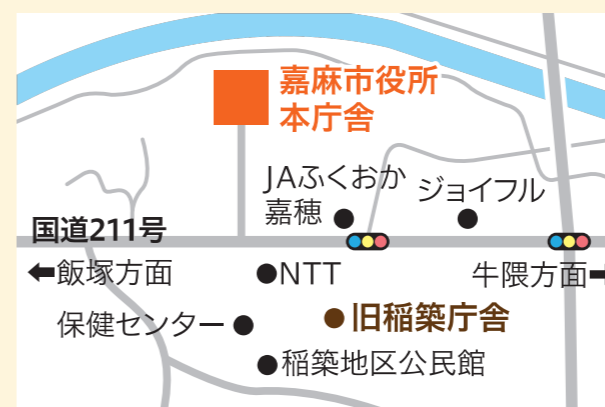 嘉麻市役所
本庁舎
JAふくおか
嘉穂
ジョイフル
国道211号
←飯塚方面
NTT
牛隈方面→
保健センター
旧稲築庁舎
稲築地区公民館